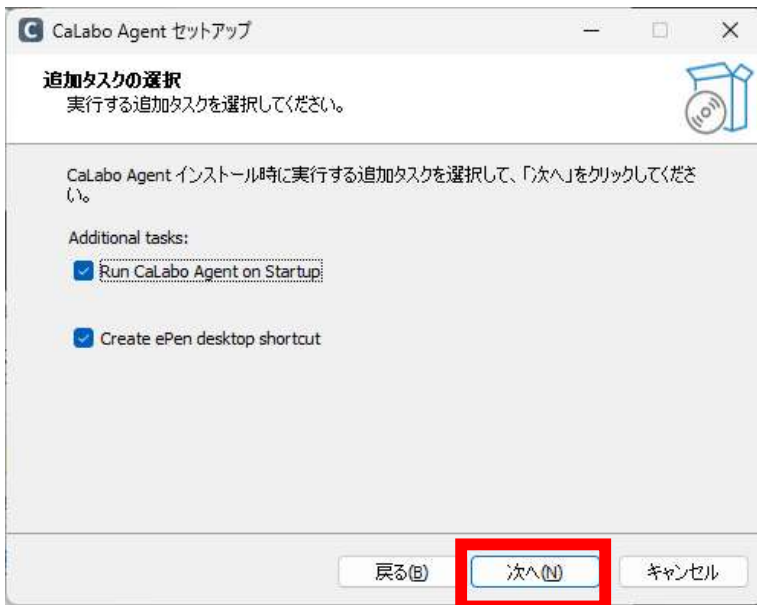 C CaLabo Agent セットアップ
追加タスクの選択
実行する追加タスクを選択してください。
CaLabo Agent インストール時に実行する追加タスクを選択して、「次へ」をクリックしてくださ
い。
Additional tasks:
Run CaLabo Agent on Startup
Create ePen desktop shortcut
戻る(B)
次へ(N)
キャンセル